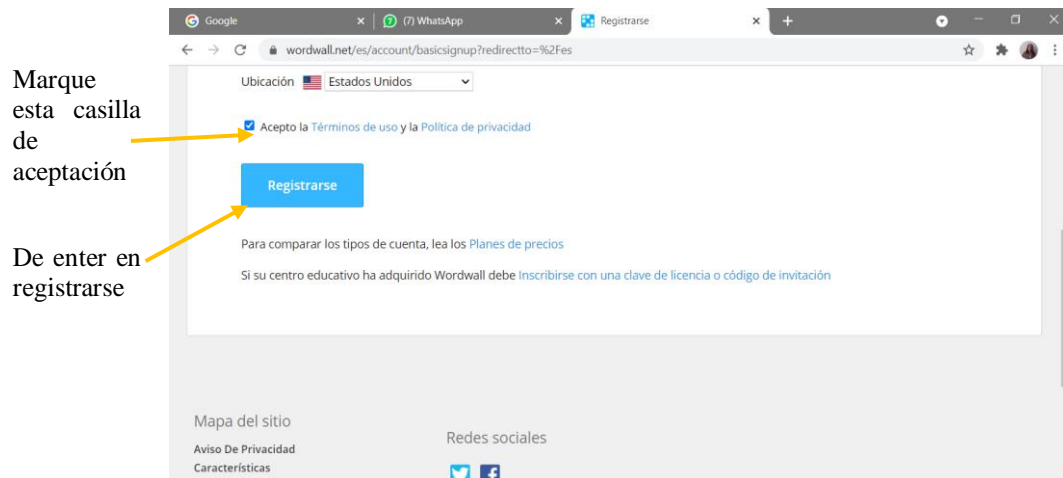 Google
(7) WhatsApp
Registrarse
wordwall.net/es/account/basicsignup?redirectto=%2Fes
Ubicación Estados Unidos
Marque
esta casilla
de
aceptación
Acepto la Términos de uso y la Política de privacidad
Registrarse
De enter en
registrarse
Para comparar los tipos de cuenta, lea los Planes de precios
Si su centro educativo ha adquirido Wordwall debe Inscribirse con una clave de licencia o código de invitación
Mapa del sitio
Aviso De Privacidad
Características
Redes sociales